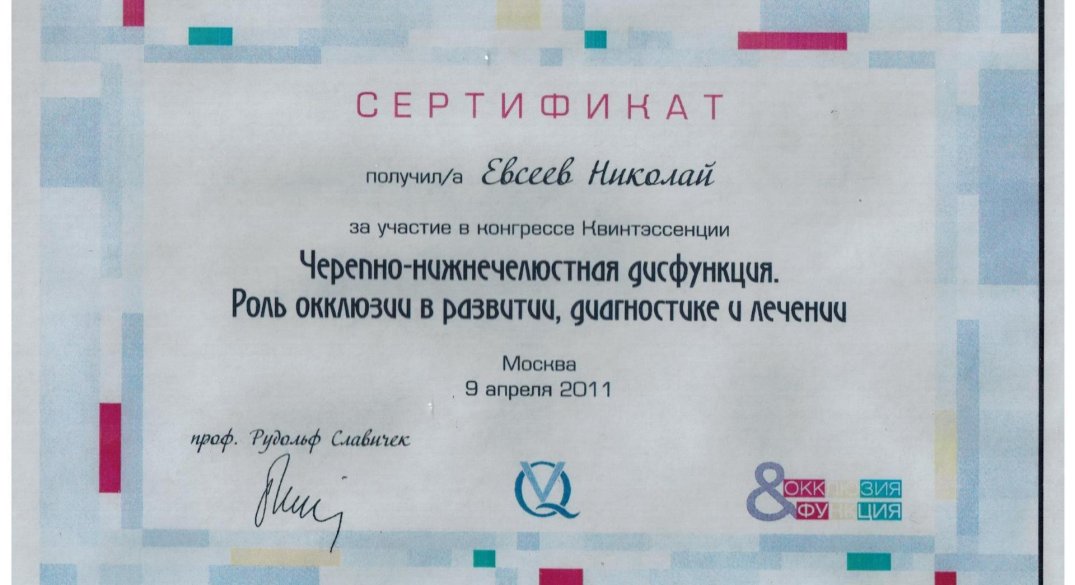 СЕРТИФИКАТ
получил/а Евсеев Николай
за участие в конгрессе Квинтэссенции
Черепно-нижнечелюстная дисфункция.
Роль окклюзии в развитии, диагностике и лечении
Москва
9 апреля 2011
проф. Рудольф Славичек
QV
& ОККЛЮЗИЯ
ФУНКЦИЯ